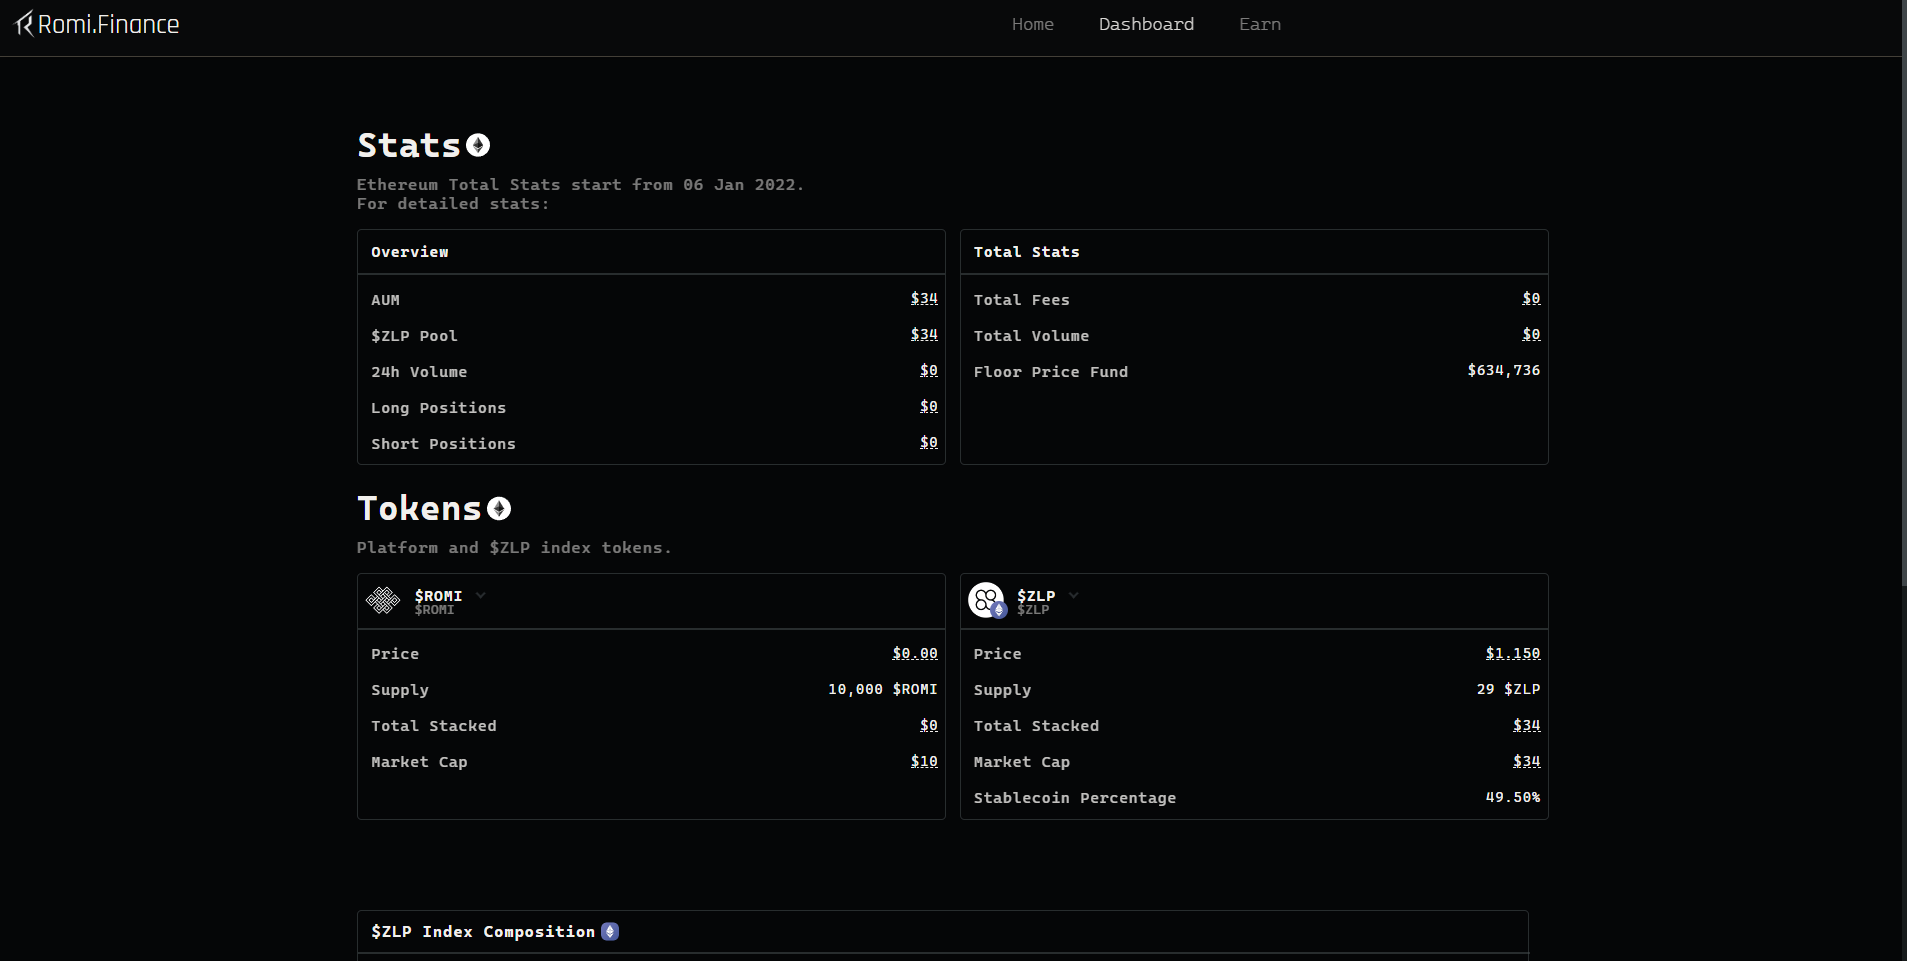 Romi.Finance
Home Dashboard Earn
Stats
Ethereum Total Stats start from 06 Jan 2022.
For detailed stats:
Overview
AUM $34
$ZLP Pool $34
24h Volume $0
Long Positions $0
Short Positions $0
Total Stats
Total Fees $0
Total Volume $0
Floor Price Fund $634,736
Tokens
Platform and $ZLP index tokens.
$ROMI
$ROMI
Price $0.00
Supply 10,000 $ROMI
Total Stacked $0
Market Cap $10
$ZLP
$ZLP
Price $1.150
Supply 29 $ZLP
Total Stacked $34
Market Cap $34
Stablecoin Percentage 49.50%
$ZLP Index Composition